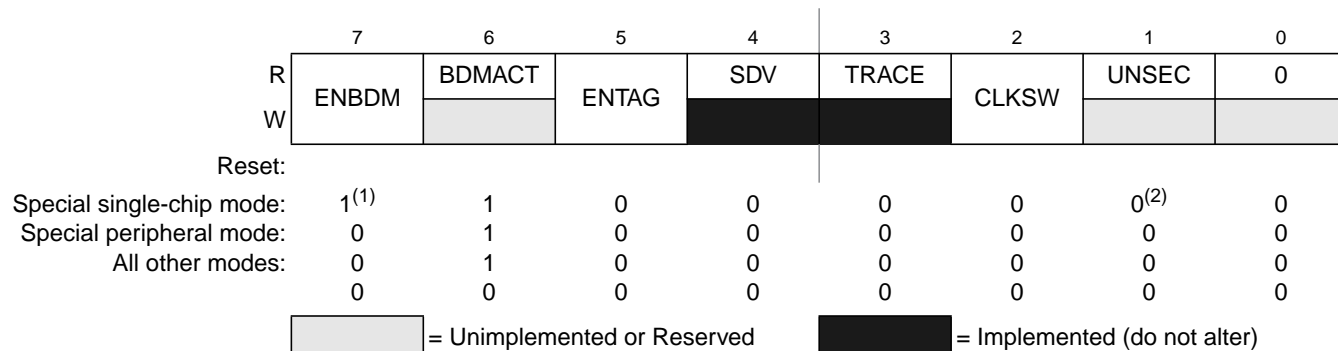 7 6 5 4 3 2 1 0
R BDMACT SDV TRACE UNSEC 0
ENBDM ENTAG CLKSW
W
Reset:
Special single-chip mode: 1(1) 1 0 0 0 0 0(2) 0
Special peripheral mode: 0 1 0 0 0 0 0 0
All other modes: 0 1 0 0 0 0 0 0
0 0 0 0 0 0 0 0
= Unimplemented or Reserved = Implemented (do not alter)